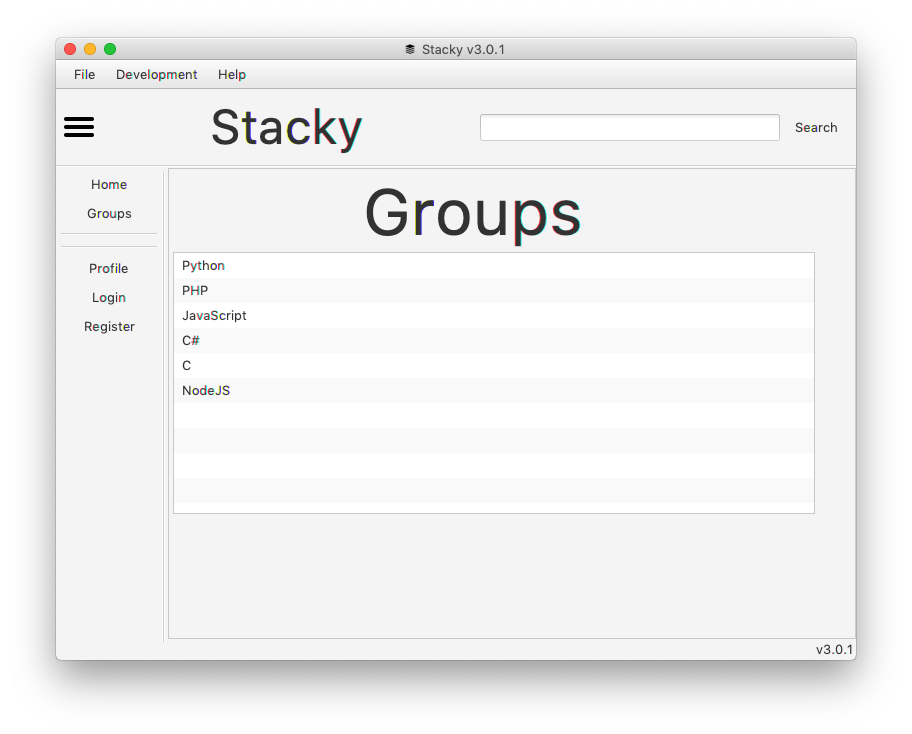 Stacky v3.0.1
File Development Help
Stacky Search
Home
Groups
Profile
Login
Register
Groups
Python
PHP
JavaScript
C#
C
NodeJS
v3.0.1